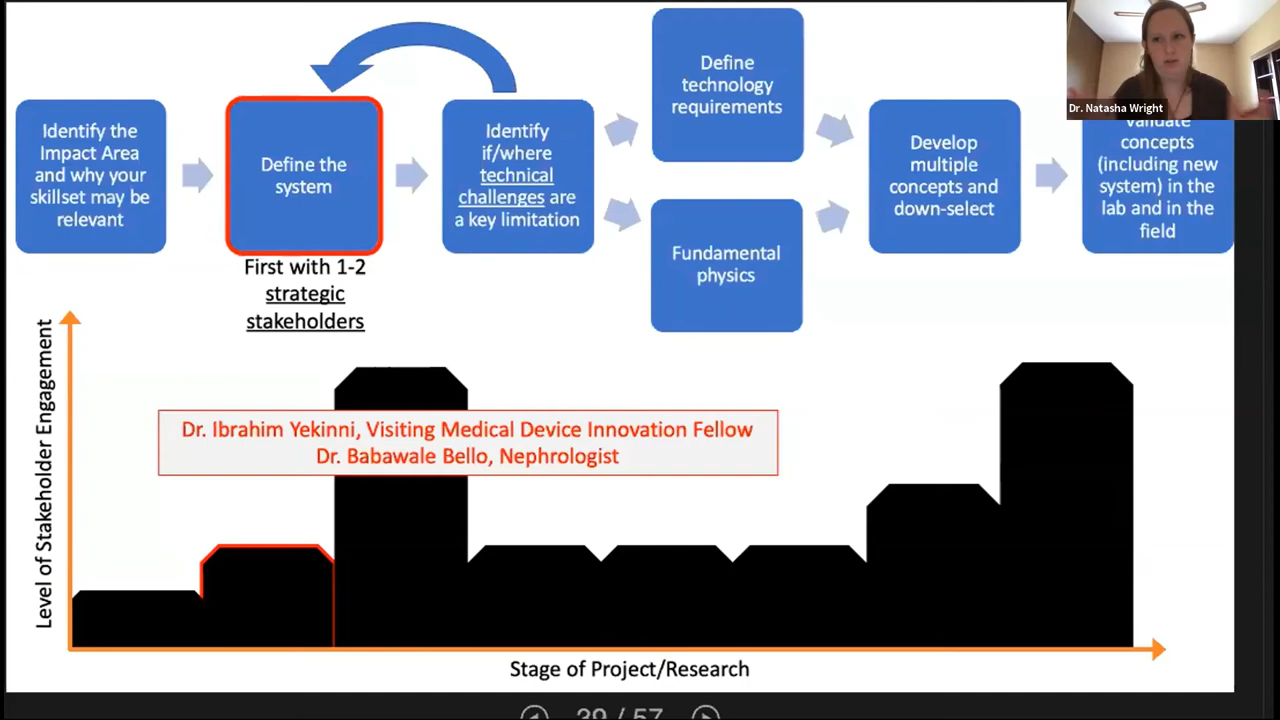 Identify the
Impact Area
and why your
skillset may be
relevant
Define the
system
First with 1-2
strategic
stakeholders
Identify
if/where
technical
challenges are
a key limitation
Define
technology
requirements
Fundamental
physics
Develop
multiple
concepts and
down-select
Validate
concepts
(including new
system) in the
lab and in the
field
Dr. Natasha Wright
Level of Stakeholder Engagement
Dr. Ibrahim Yekinni, Visiting Medical Device Innovation Fellow
Dr. Babawale Bello, Nephrologist
Stage of Project/Research
39 / 57